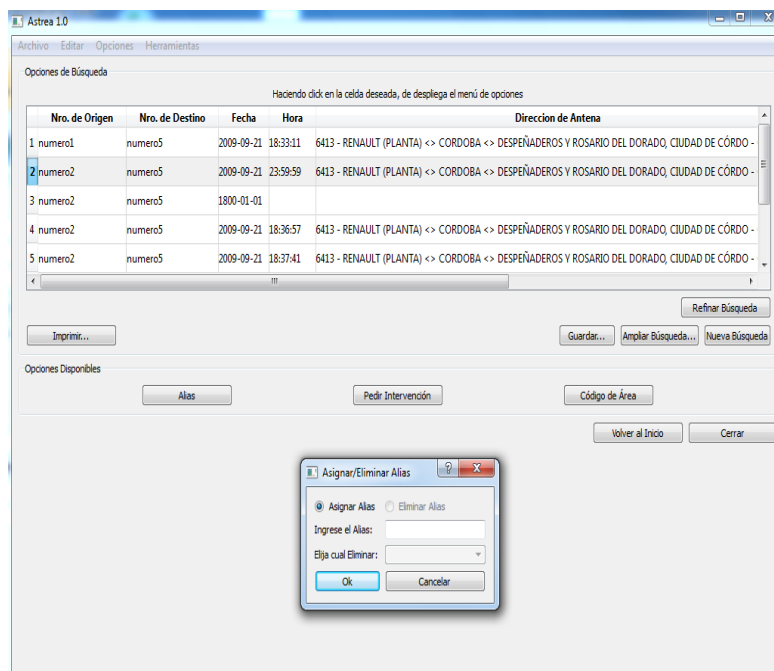 Astrea 1.0
Archivo Editar Opciones Herramientas
Opciones de Búsqueda
Haciendo click en la celda deseada, de despliega el menú de opciones
Nro. de Origen Nro. de Destino Fecha Hora Direccion de Antena
1 numero1 numero5 2009-09-21 18:33:11 6413 - RENAULT (PLANTA) <> CORDOBA <> DESPEÑADEROS Y ROSARIO DEL DORADO, CIUDAD DE CÓRDO -
2 numero2 numero5 2009-09-21 23:59:59 6413 - RENAULT (PLANTA) <> CORDOBA <> DESPEÑADEROS Y ROSARIO DEL DORADO, CIUDAD DE CÓRDO -
3 numero2 numero5 1800-01-01
4 numero2 numero5 2009-09-21 18:36:57 6413 - RENAULT (PLANTA) <> CORDOBA <> DESPEÑADEROS Y ROSARIO DEL DORADO, CIUDAD DE CÓRDO -
5 numero2 numero5 2009-09-21 18:37:41 6413 - RENAULT (PLANTA) <> CORDOBA <> DESPEÑADEROS Y ROSARIO DEL DORADO, CIUDAD DE CÓRDO -
Refinar Búsqueda
Imprimir... Guardar... Ampliar Búsqueda... Nueva Búsqueda
Opciones Disponibles
Alias Pedir Intervención Código de Área
Volver al Inicio Cerrar
Asignar/Eliminar Alias
Asignar Alias Eliminar Alias
Ingrese el Alias:
Elija cual Eliminar:
Ok Cancelar